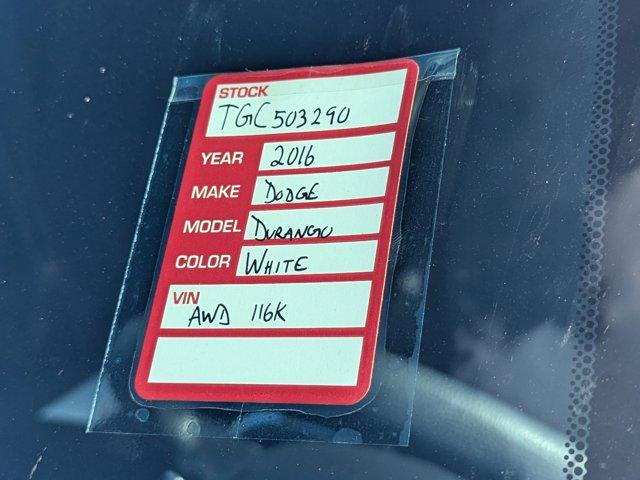 STOCK
TGC503290
YEAR 2016
MAKE DODGE
MODEL DURANGO
COLOR WHITE
VIN
AWD 116K